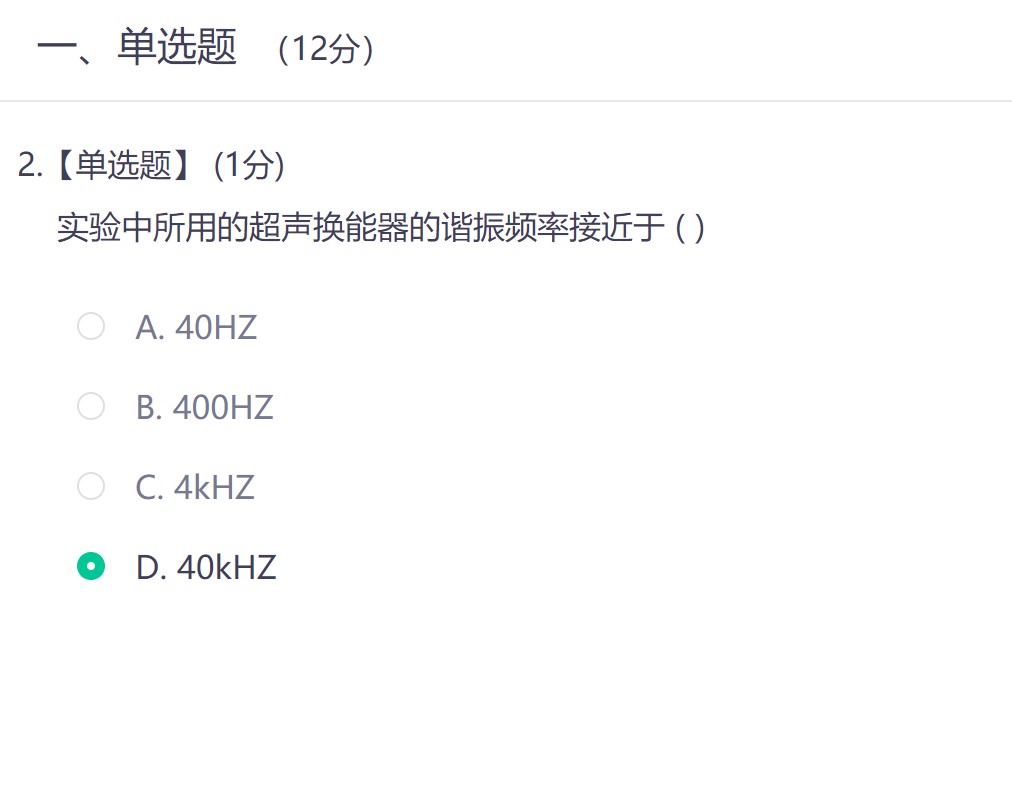 一、单选题 （12分）
2.【单选题】 (1分)
实验中所用的超声换能器的谐振频率接近于 ( )
A. 40HZ
B. 400HZ
C. 4kHZ
D. 40kHZ